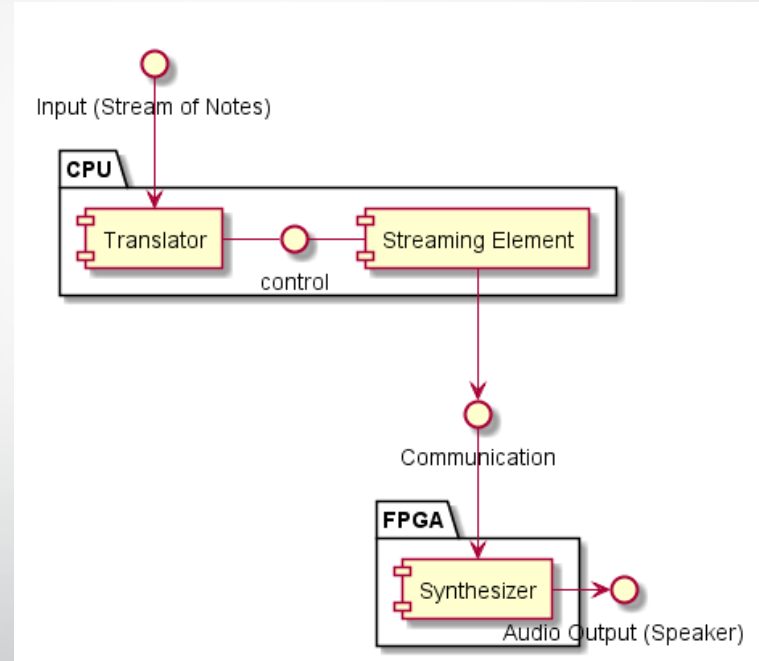 Input (Stream of Notes)
CPU
Translator
control
Streaming Element
Communication
FPGA
Synthesizer
Audio Output (Speaker)